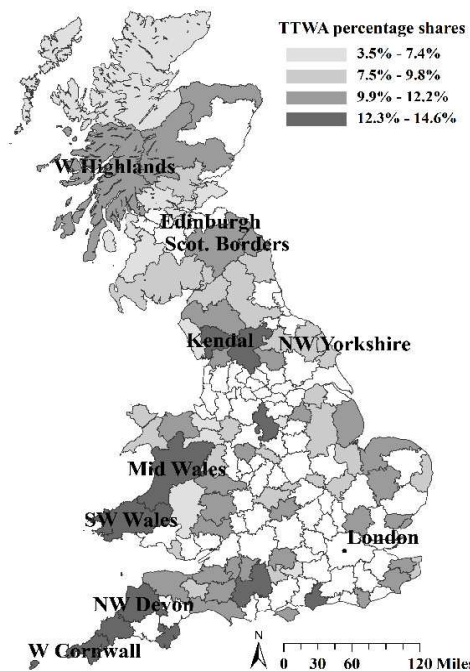 TTWA percentage shares
3.5% - 7.4%
7.5% - 9.8%
9.9% - 12.2%
12.3% - 14.6%
W Highlands
Edinburgh
Scot. Borders
Kendal
NW Yorkshire
Mid Wales
SW Wales
London
NW Devon
W Cornwall
N
0 30 60 120 Miles